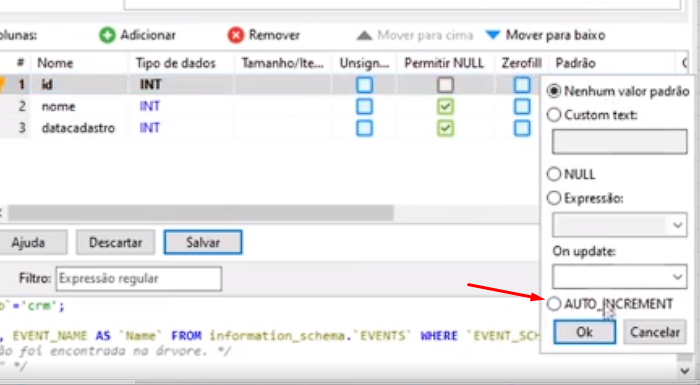 olunas: Adicionar Remover Mover para cima Mover para baixo
# Nome Tipo de dados Tamanho/Ite... Unsign... Permitir NULL Zerofill Padrão
1 id INT
2 nome INT
3 datacadastro INT
Nenhum valor padrão
Custom text:
NULL
Expressão:
On update:
AUTO_INCREMENT
Ok Cancelar
Ajuda Descartar Salvar
Filtro: Expressão regular
b`='crm';
, EVENT_NAME AS `Name` FROM information_schema.`EVENTS` WHERE `EVENT_SCH
ão foi encontrada na árvore. */
" */